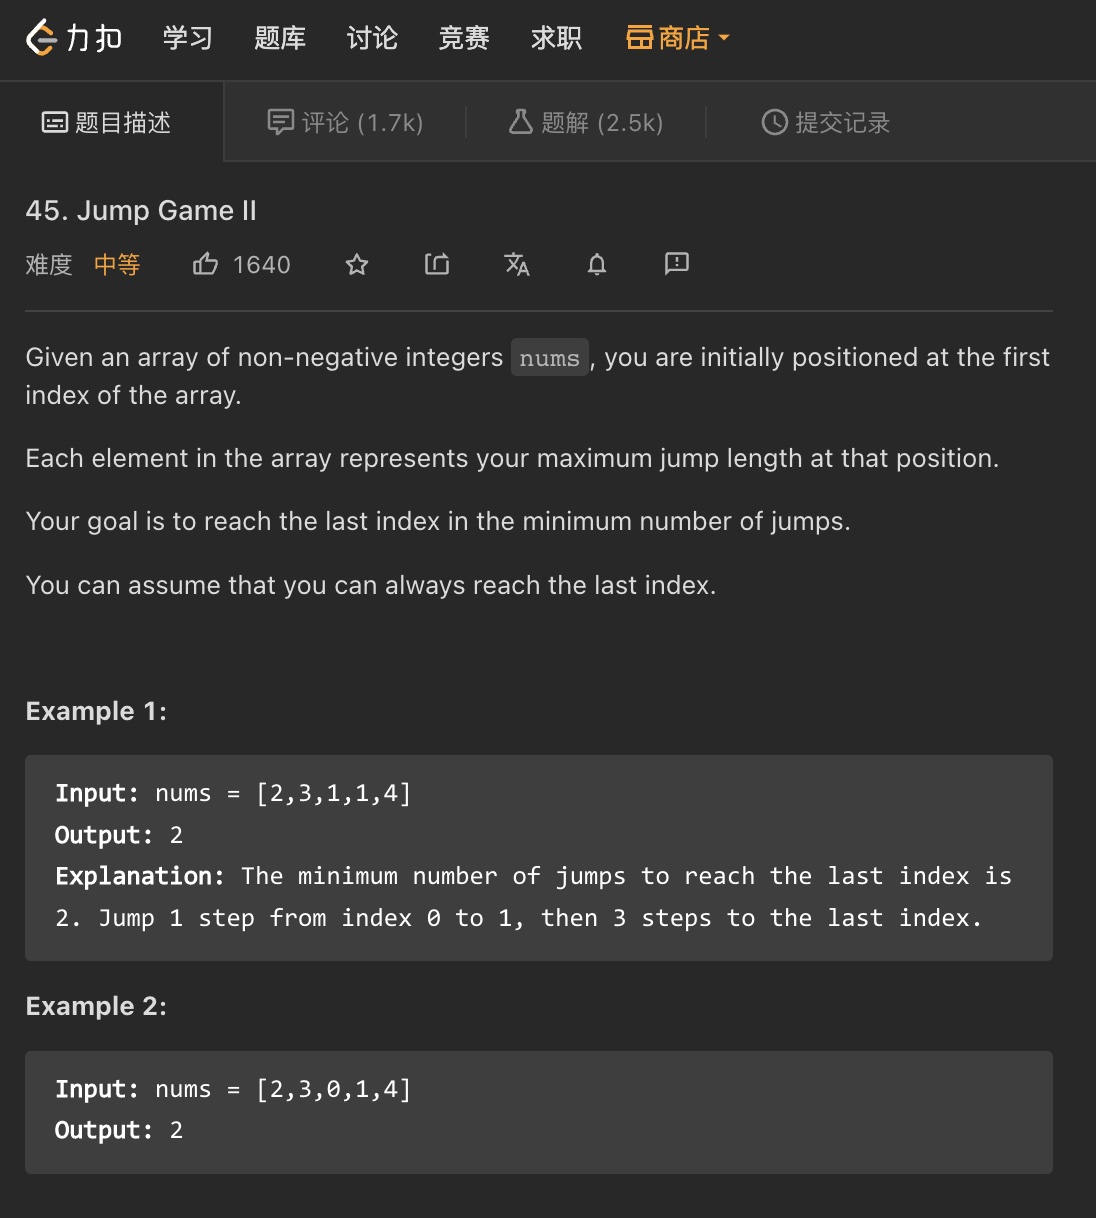 力扣 学习 题库 讨论 竞赛 求职 商店
题目描述 评论 (1.7k) 题解 (2.5k) 提交记录
45. Jump Game II
难度 中等 1640
Given an array of non-negative integers nums, you are initially positioned at the first
index of the array.
Each element in the array represents your maximum jump length at that position.
Your goal is to reach the last index in the minimum number of jumps.
You can assume that you can always reach the last index.
Example 1:
Input: nums = [2,3,1,1,4]
Output: 2
Explanation: The minimum number of jumps to reach the last index is
2. Jump 1 step from index 0 to 1, then 3 steps to the last index.
Example 2:
Input: nums = [2,3,0,1,4]
Output: 2